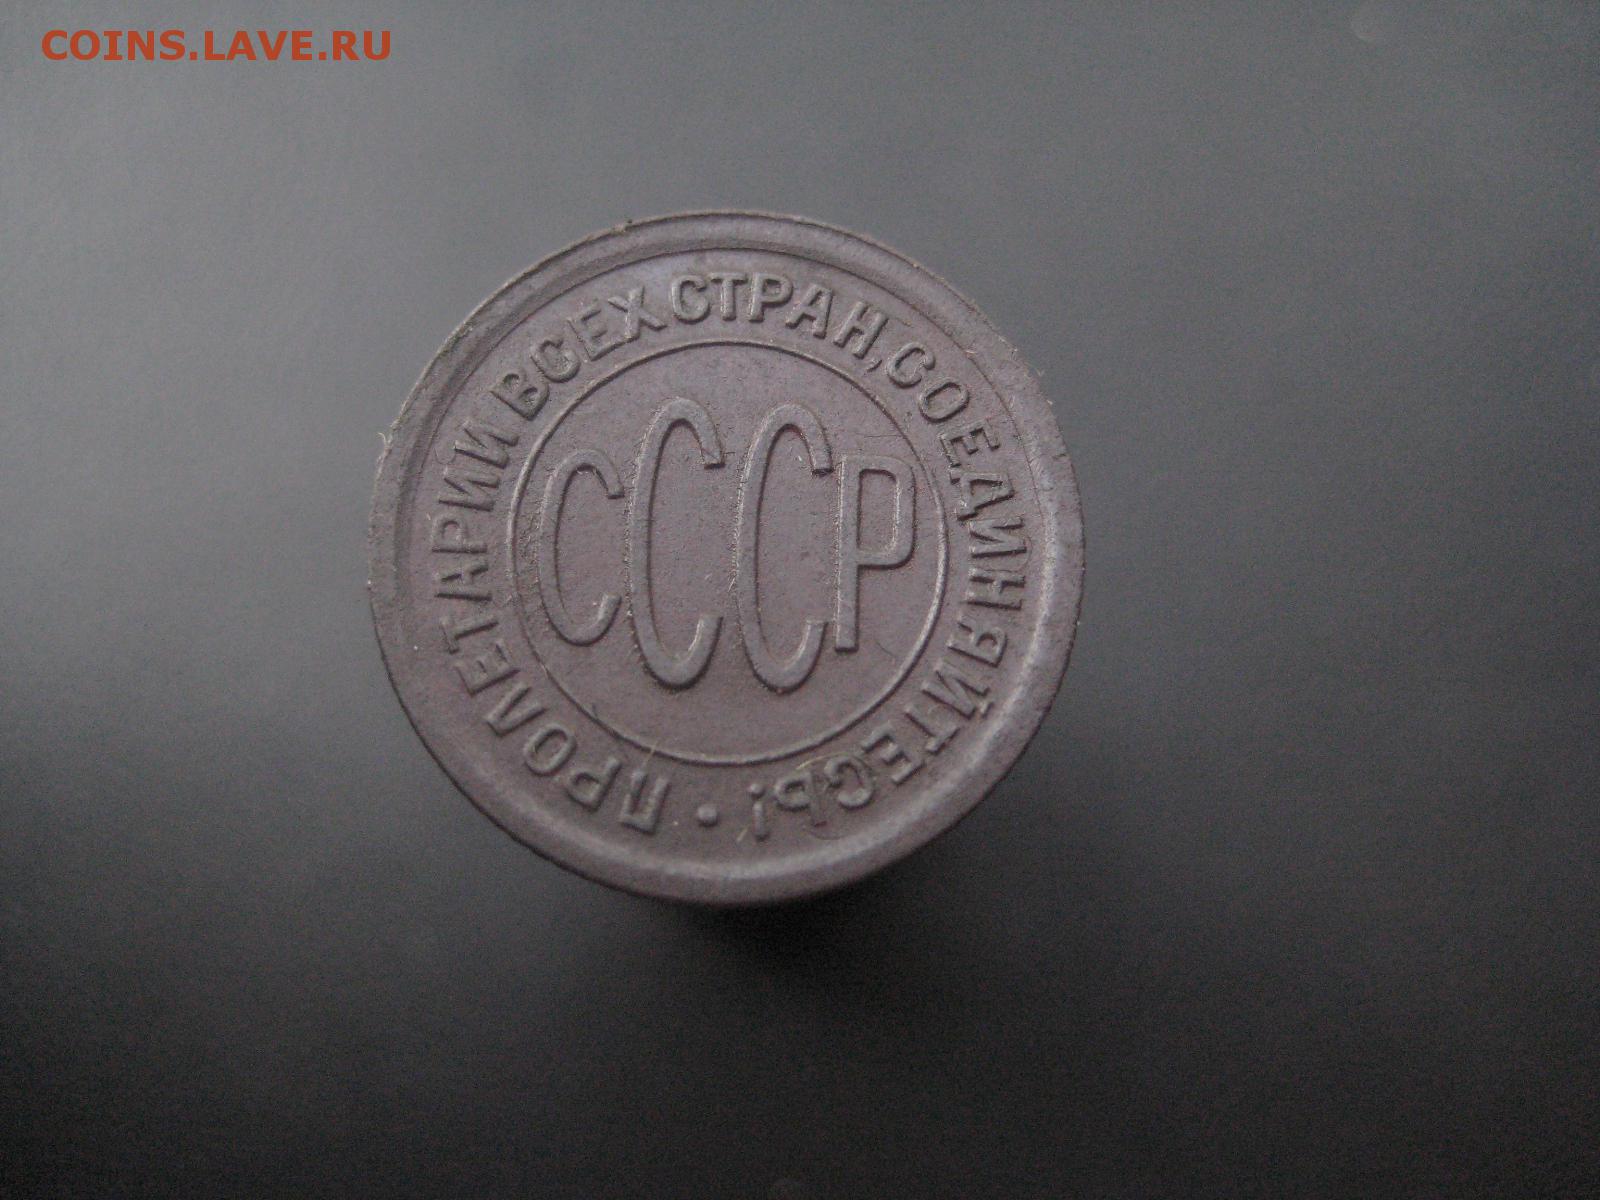 COINS.LAVE.RU
ПРОЛЕТАРИИ ВСЕХ СТРАН, СОЕДИНЯЙТЕСЬ! •
СССР